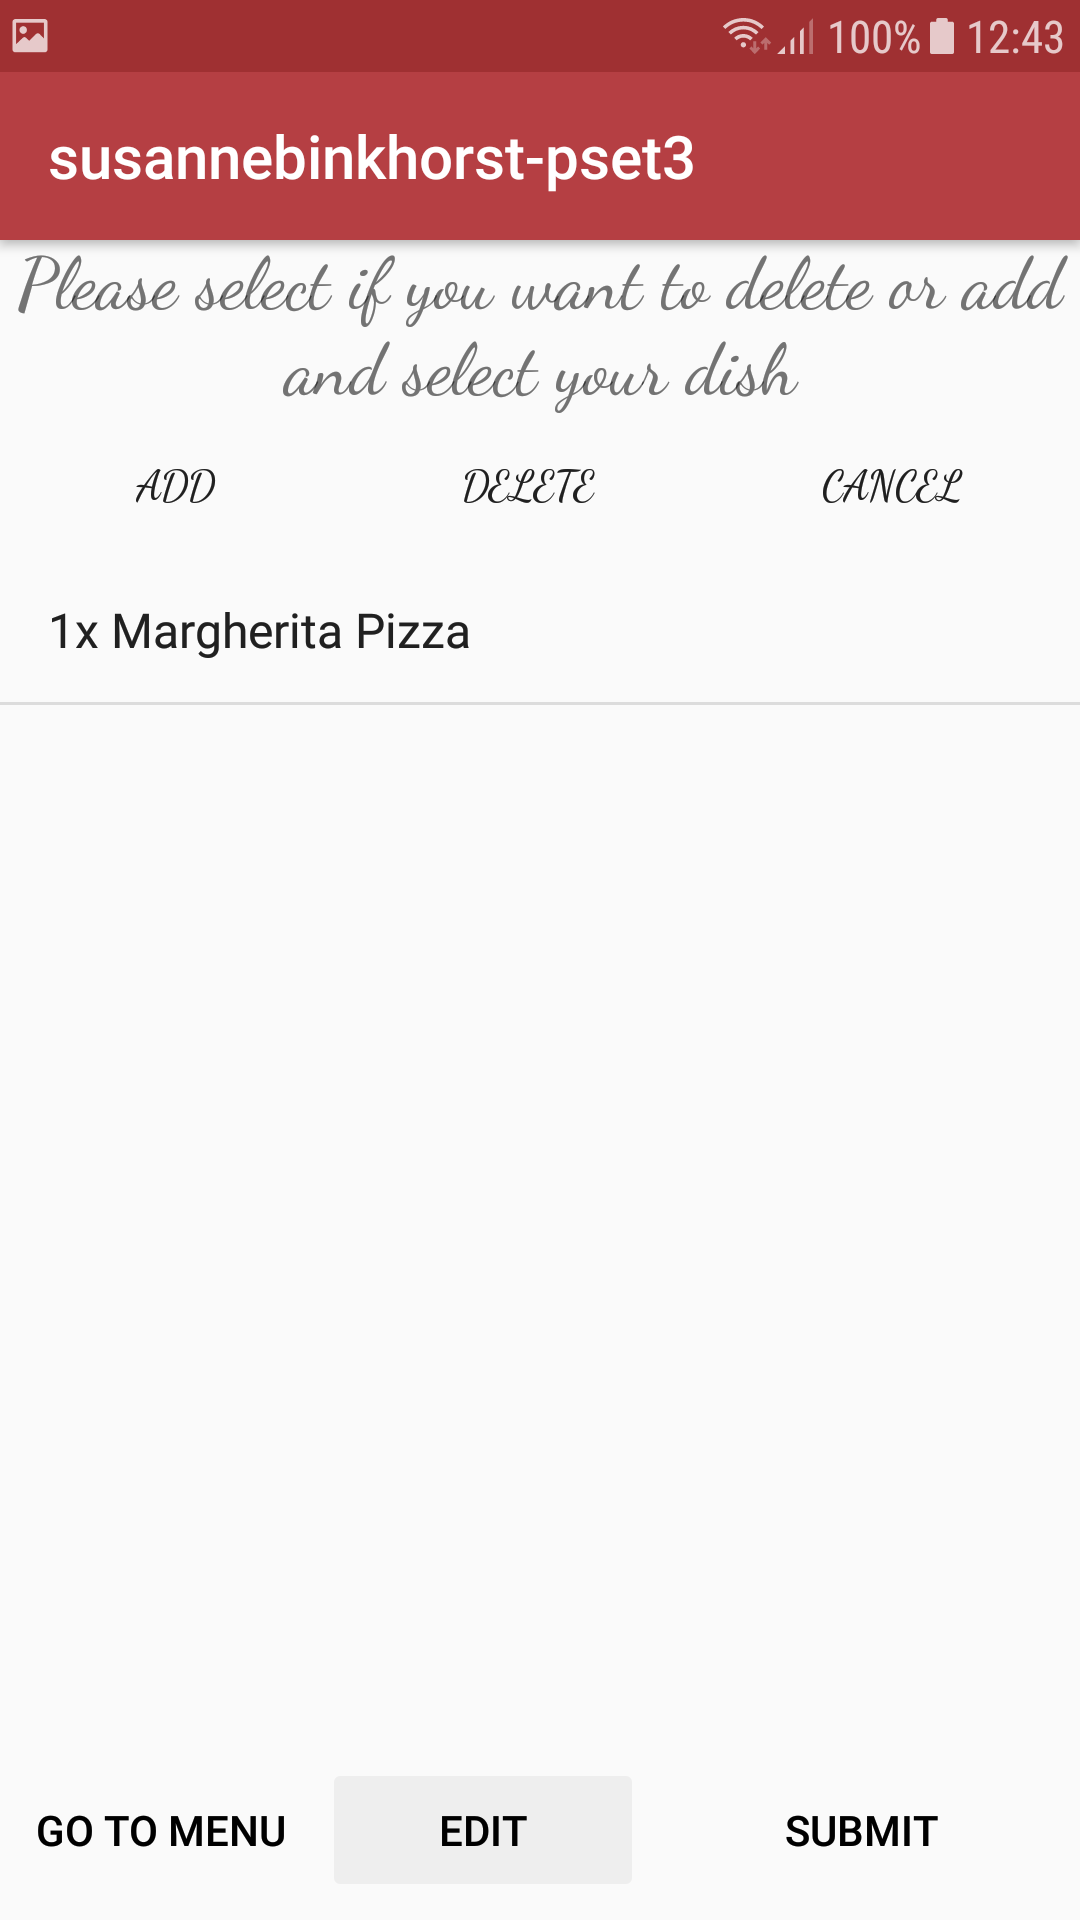 100% 12:43
susannebinkhorst-pset3
Please select if you want to delete or add
and select your dish
ADD DELETE CANCEL
1x Margherita Pizza
GO TO MENU EDIT SUBMIT